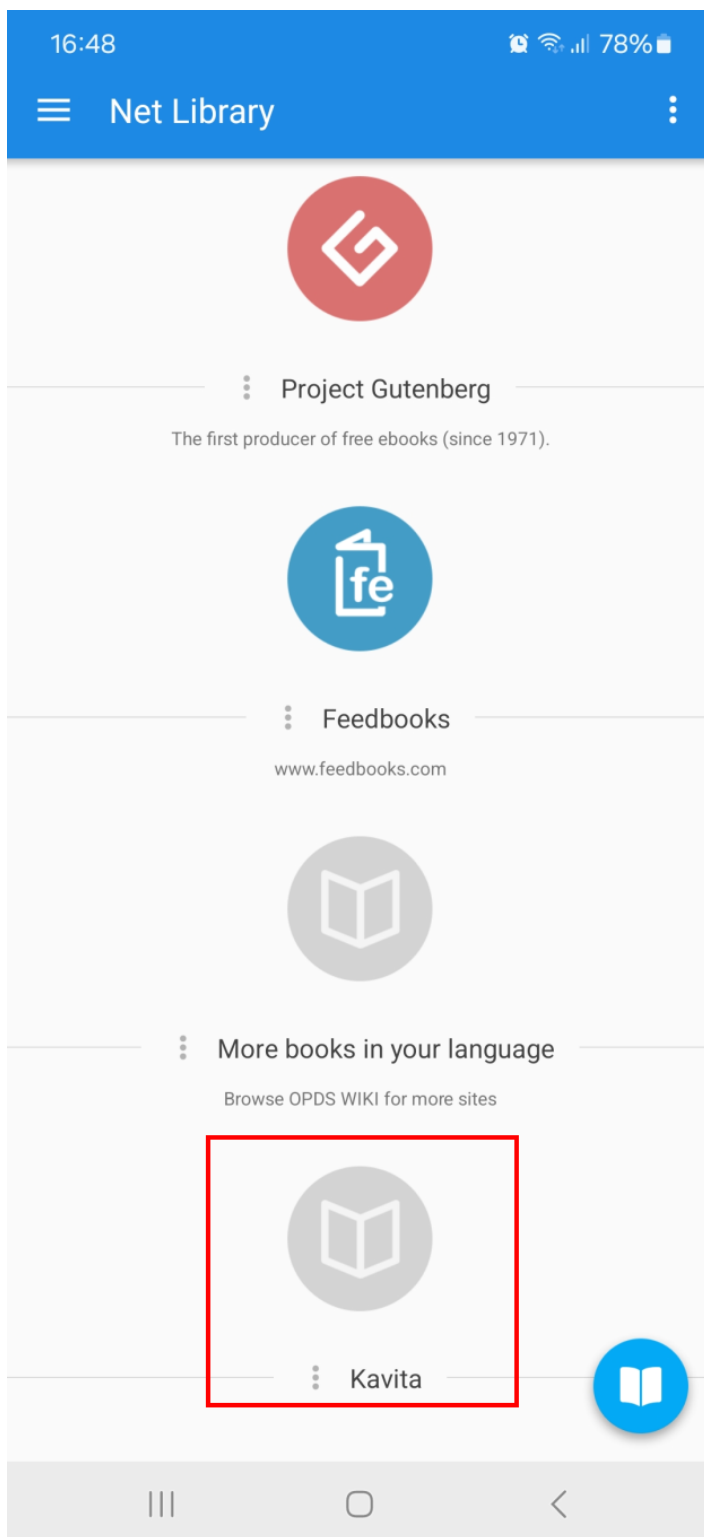 16:48 78%
Net Library
Project Gutenberg
The first producer of free ebooks (since 1971).
fe
Feedbooks
www.feedbooks.com
More books in your language
Browse OPDS WIKI for more sites
Kavita